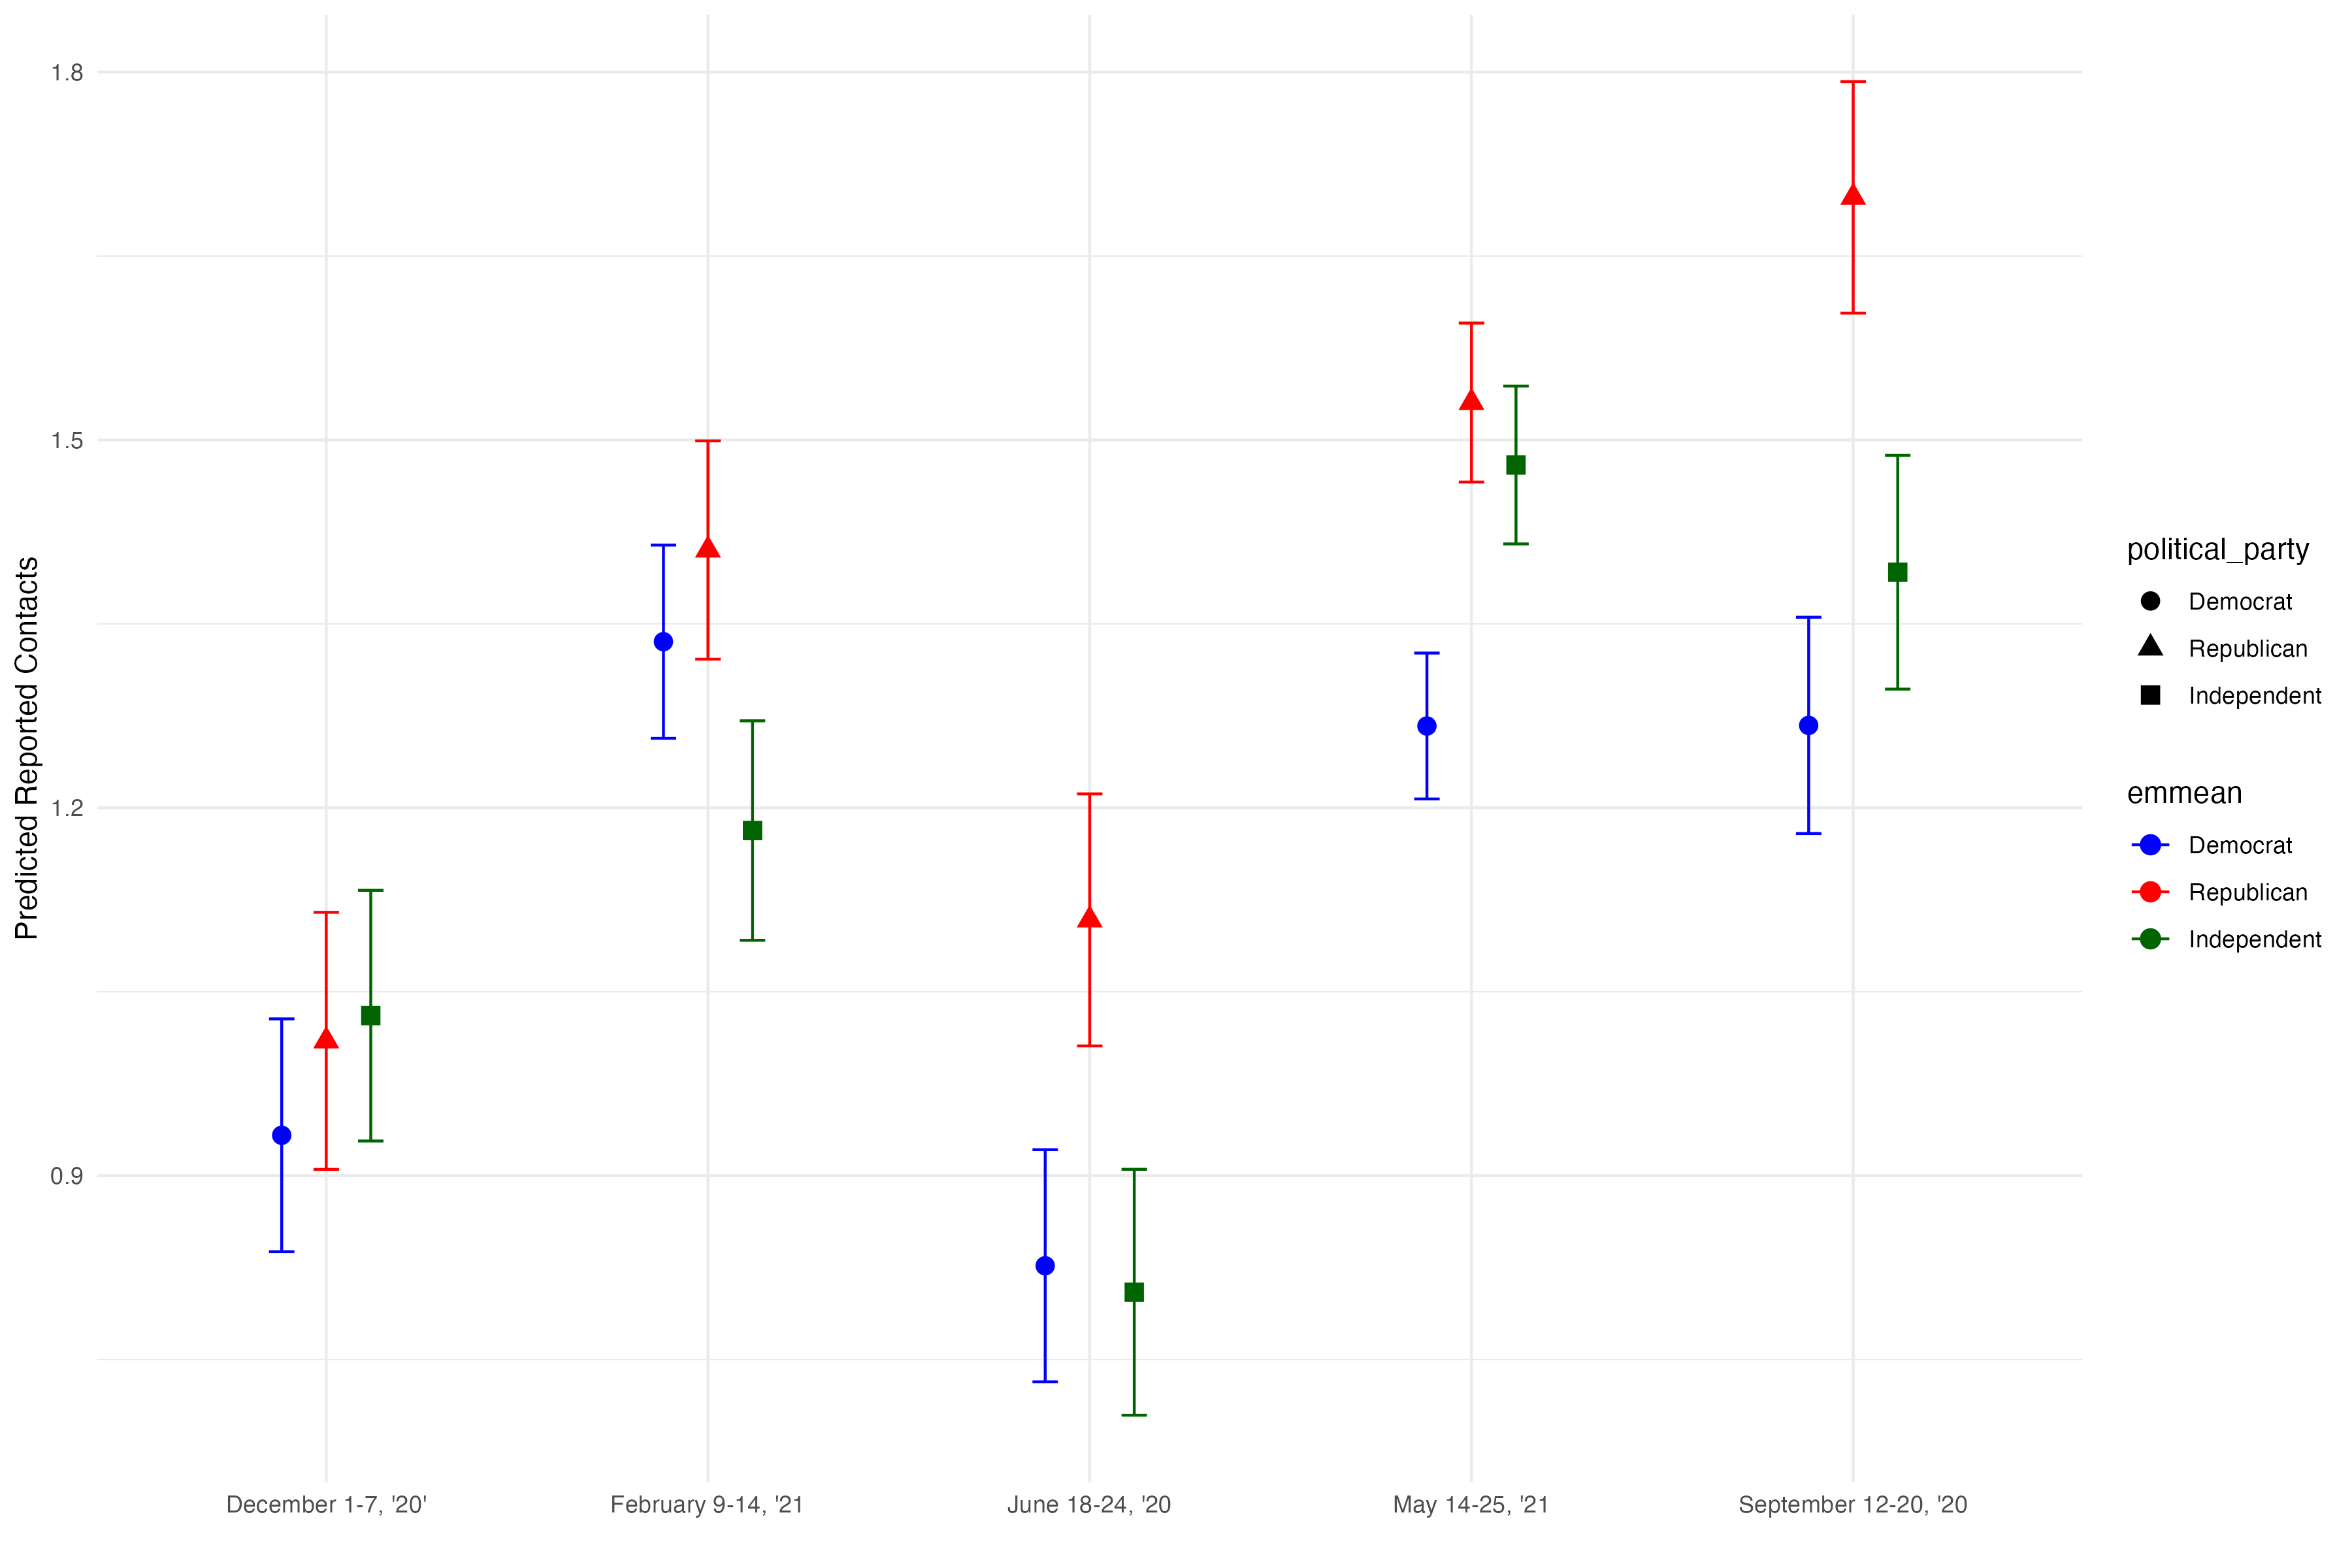 Predicted Reported Contacts
1.8
1.5
1.2
0.9
December 1-7, '20'
February 9-14, '21
June 18-24, '20
May 14-25, '21
September 12-20, '20
political_party
Democrat
Republican
Independent
emmean
Democrat
Republican
Independent